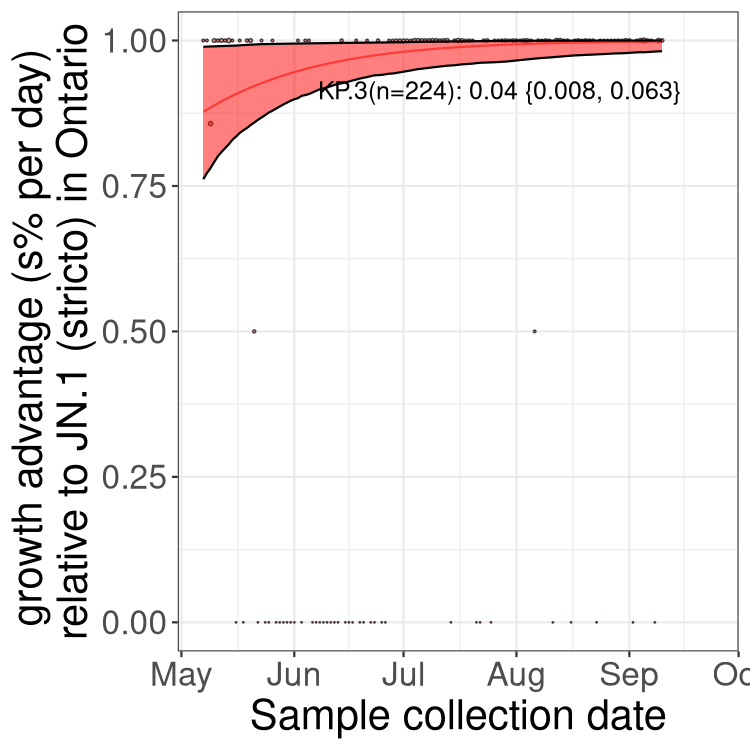 growth advantage (s% per day)
relative to JN.1 (stricto) in Ontario
1.00
0.75
0.50
0.25
0.00
KP.3(n=224): 0.04 {0.008, 0.063}
May Jun Jul Aug Sep Oc
Sample collection date